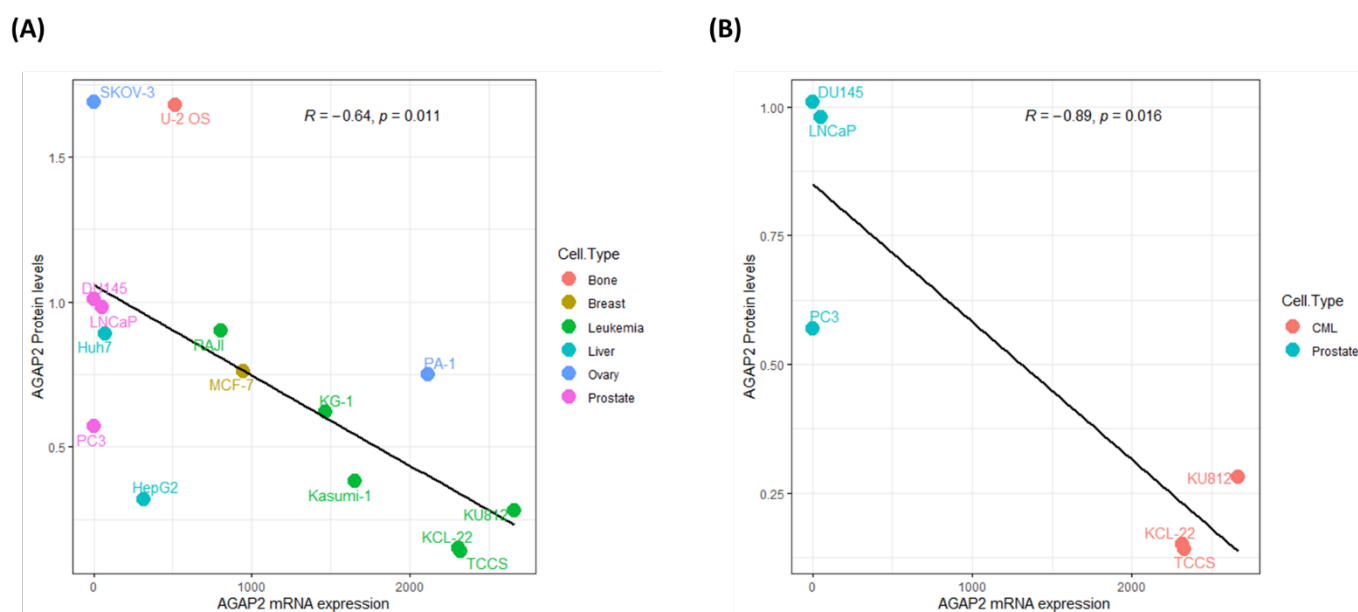 (A)
(B)
SKOV-3
U-2 OS
R = −0.64, p = 0.011
1.5
1.0
0.5
DU145
LNCaP
Huh7
RAJI
MCF-7
PA-1
KG-1
PC3
HepG2
Kasumi-1
KU812
KCL-22
TCCS
0
1000
2000
AGAP2 mRNA expression
AGAP2 Protein levels
Cell.Type
Bone
Breast
Leukemia
Liver
Ovary
Prostate
DU145
LNCaP
R = −0.89, p = 0.016
1.00
0.75
0.50
0.25
PC3
KU812
KCL-22
TCCS
0
1000
2000
AGAP2 mRNA expression
AGAP2 Protein levels
Cell.Type
CML
Prostate